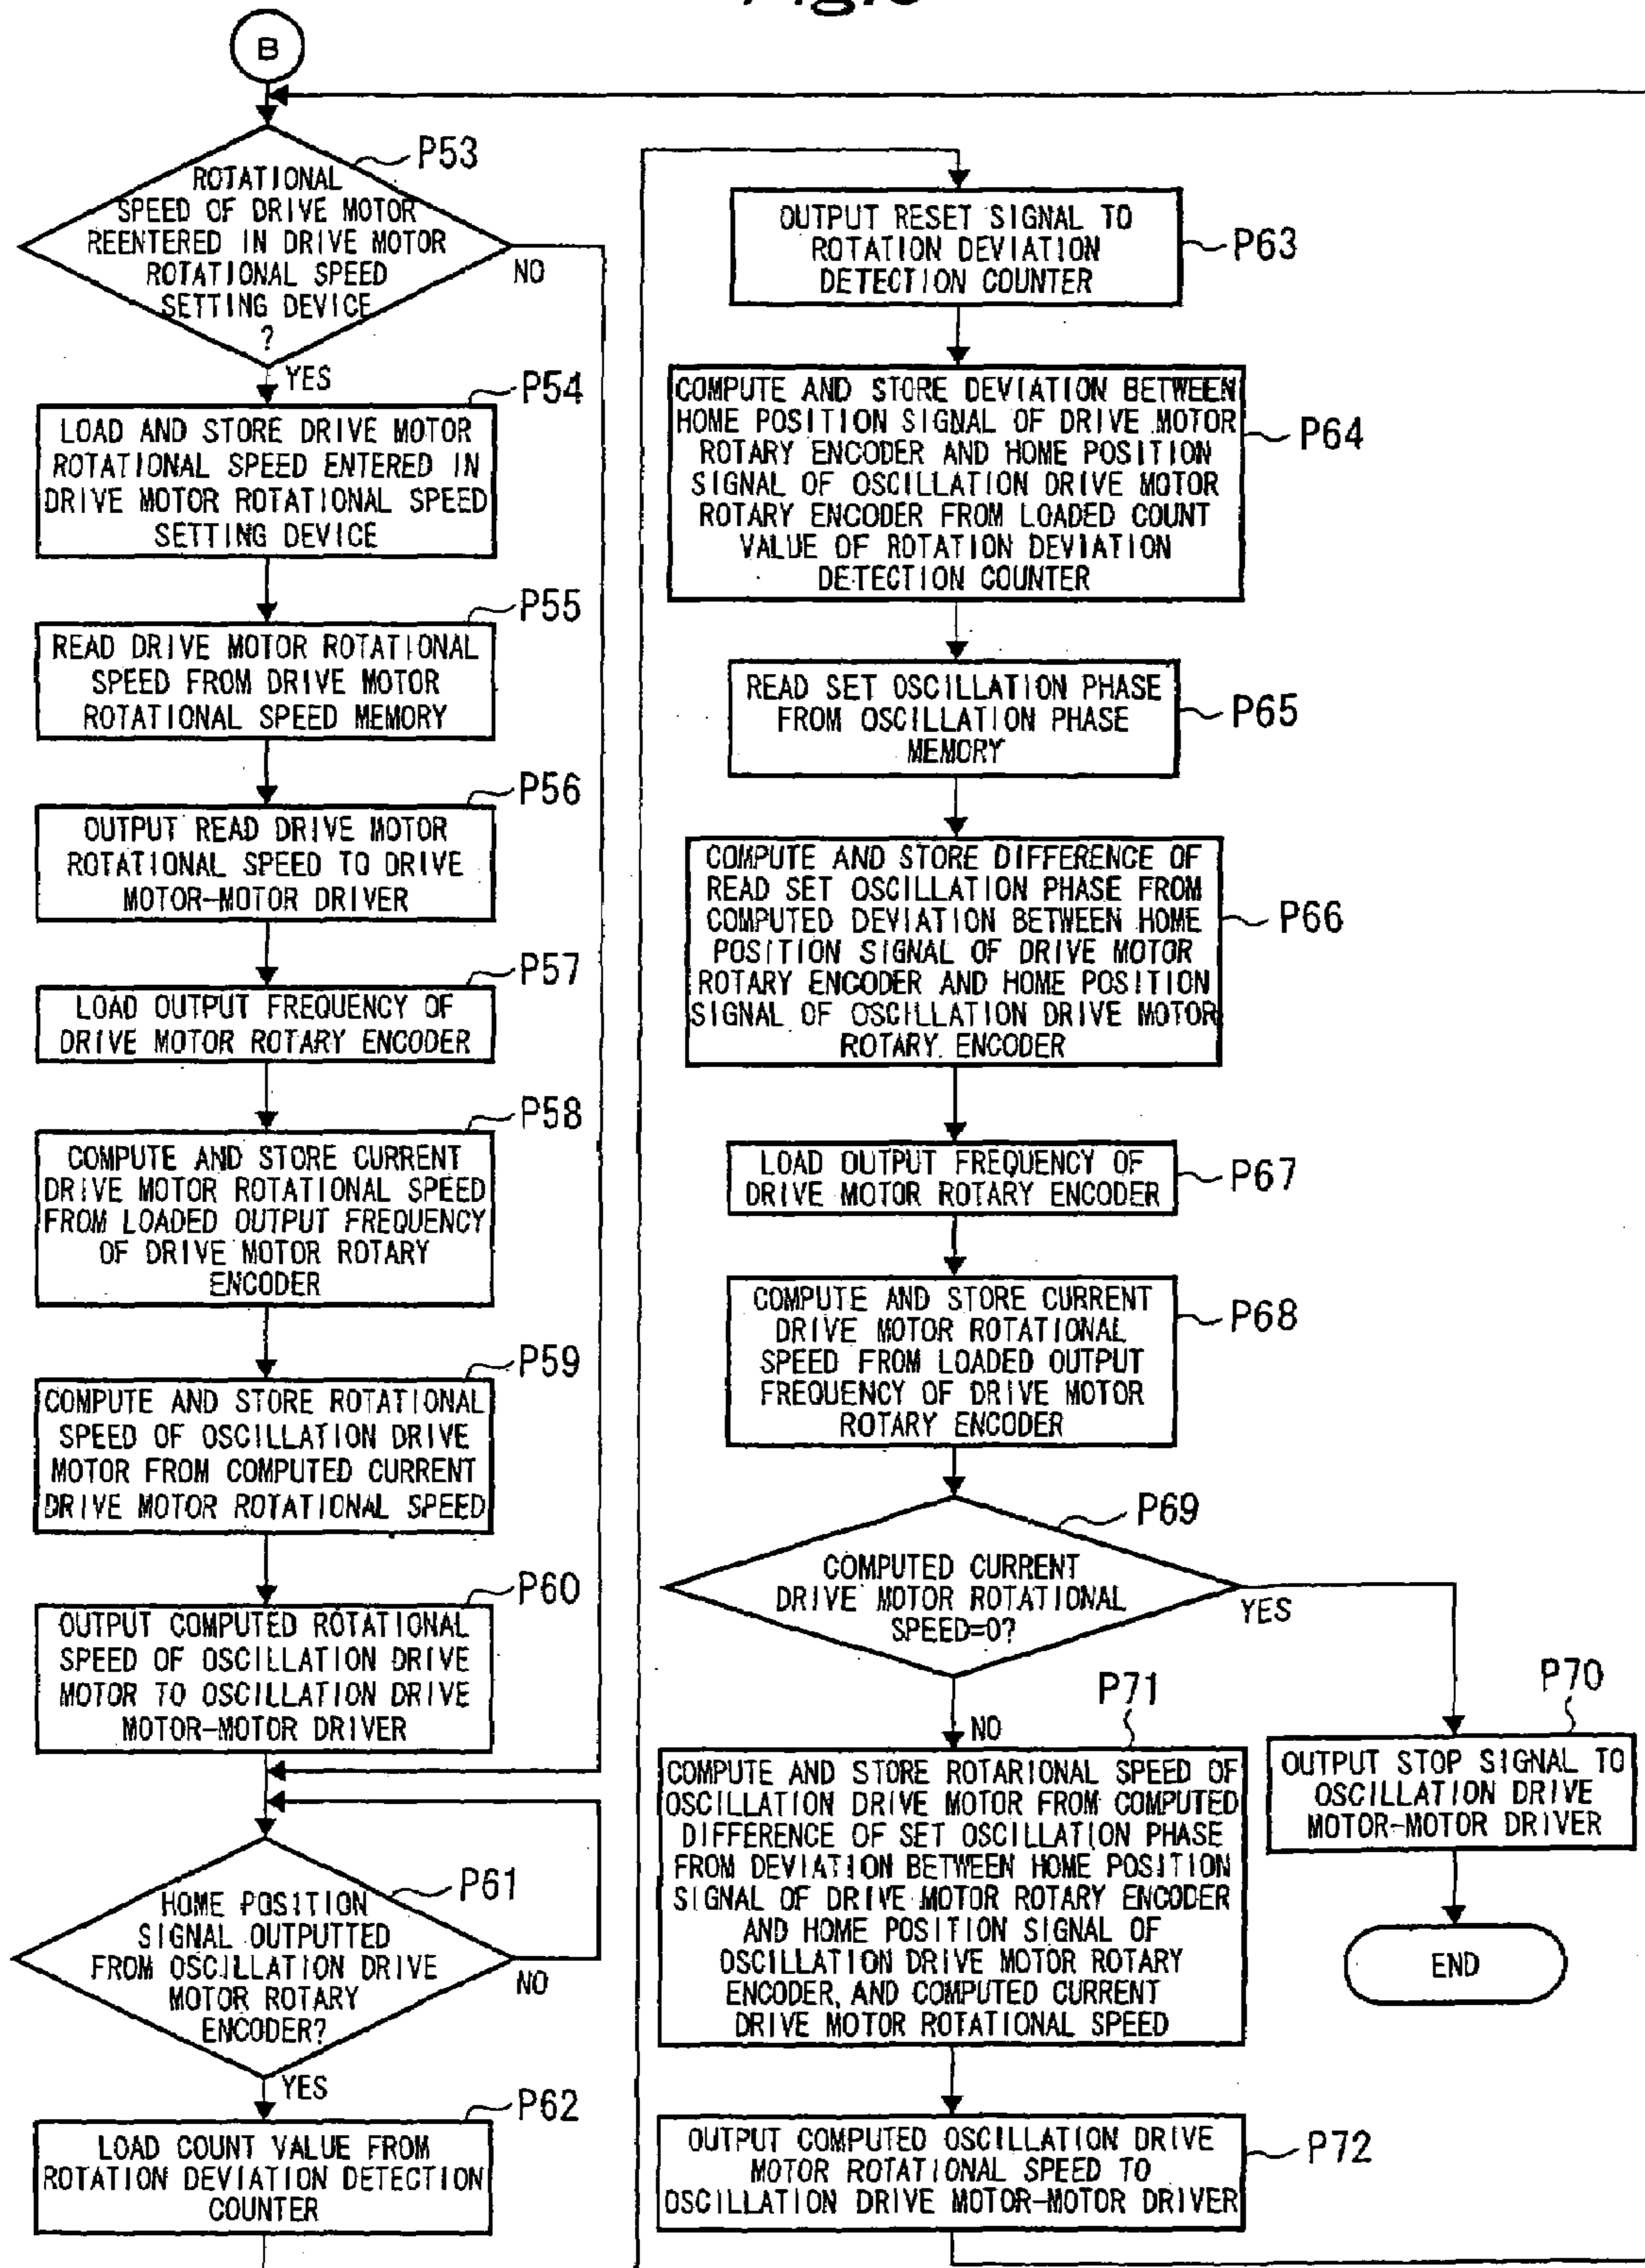 B
P53
ROTATIONAL
SPEED OF DRIVE MOTOR
REENTERED IN DRIVE MOTOR
ROTATIONAL SPEED
SETTING DEVICE
?
NO
YES
P54
LOAD AND STORE DRIVE MOTOR
ROTATIONAL SPEED ENTERED IN
DRIVE MOTOR ROTATIONAL SPEED
SETTING DEVICE
P55
READ DRIVE MOTOR ROTATIONAL
SPEED FROM DRIVE MOTOR
ROTATIONAL SPEED MEMORY
P56
OUTPUT READ DRIVE MOTOR
ROTATIONAL SPEED TO DRIVE
MOTOR-MOTOR DRIVER
P57
LOAD OUTPUT FREQUENCY OF
DRIVE MOTOR ROTARY ENCODER
P58
COMPUTE AND STORE CURRENT
DRIVE MOTOR ROTATIONAL SPEED
FROM LOADED OUTPUT FREQUENCY
OF DRIVE MOTOR ROTARY
ENCODER
P59
COMPUTE AND STORE ROTATIONAL
SPEED OF OSCILLATION DRIVE
MOTOR FROM COMPUTED CURRENT
DRIVE MOTOR ROTATIONAL SPEED
P60
OUTPUT COMPUTED ROTATIONAL
SPEED OF OSCILLATION DRIVE
MOTOR TO OSCILLATION DRIVE
MOTOR-MOTOR DRIVER
P61
HOME POSITION
SIGNAL OUTPUTTED
FROM OSCILLATION DRIVE
MOTOR ROTARY
ENCODER?
NO
YES
P62
LOAD COUNT VALUE FROM
ROTATION DEVIATION DETECTION
COUNTER
OUTPUT RESET SIGNAL TO
ROTATION DEVIATION
DETECTION COUNTER
P63
COMPUTE AND STORE DEVIATION BETWEEN
HOME POSITION SIGNAL OF DRIVE MOTOR
ROTARY ENCODER AND HOME POSITION
SIGNAL OF OSCILLATION DRIVE MOTOR
ROTARY ENCODER FROM LOADED COUNT
VALUE OF ROTATION DEVIATION
DETECTION COUNTER
P64
READ SET OSCILLATION PHASE
FROM OSCILLATION PHASE
MEMORY
P65
COMPUTE AND STORE DIFFERENCE OF
READ SET OSCILLATION PHASE FROM
COMPUTED DEVIATION BETWEEN HOME
POSITION SIGNAL OF DRIVE MOTOR
ROTARY ENCODER AND HOME POSITION
SIGNAL OF OSCILLATION DRIVE MOTOR
ROTARY ENCODER
P66
LOAD OUTPUT FREQUENCY OF
DRIVE MOTOR ROTARY ENCODER
P67
COMPUTE AND STORE CURRENT
DRIVE MOTOR ROTATIONAL
SPEED FROM LOADED OUTPUT
FREQUENCY OF DRIVE MOTOR
ROTARY ENCODER
P68
P69
COMPUTED CURRENT
DRIVE MOTOR ROTATIONAL
SPEED=0?
YES
NO
P70
OUTPUT STOP SIGNAL TO
OSCILLATION DRIVE
MOTOR-MOTOR DRIVER
END
P71
COMPUTE AND STORE ROTARIONAL SPEED OF
OSCILLATION DRIVE MOTOR FROM COMPUTED
DIFFERENCE OF SET OSCILLATION PHASE
FROM DEVIATION BETWEEN HOME POSITION
SIGNAL OF DRIVE MOTOR ROTARY ENCODER
AND HOME POSITION SIGNAL OF
OSCILLATION DRIVE MOTOR ROTARY
ENCODER, AND COMPUTED CURRENT
DRIVE MOTOR ROTATIONAL SPEED
OUTPUT COMPUTED OSCILLATION DRIVE
MOTOR ROTATIONAL SPEED TO
OSCILLATION DRIVE MOTOR-MOTOR DRIVER
P72